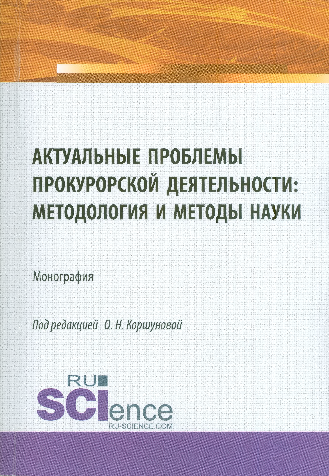 АКТУАЛЬНЫЕ ПРОБЛЕМЫ
ПРОКУРОРСКОЙ ДЕЯТЕЛЬНОСТИ:
МЕТОДОЛОГИЯ И МЕТОДЫ НАУКИ
Монография
Под редакцией О. Н. Коршуновой
RU
SCIence
RU-SCIENCE.COM